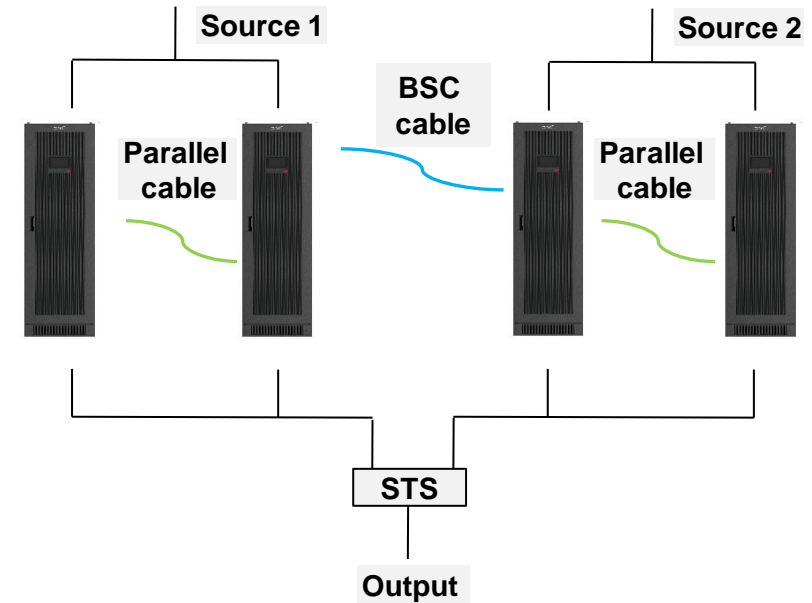 Source 1
Source 2
BSC
cable
Parallel
cable
Parallel
cable
STS
Output